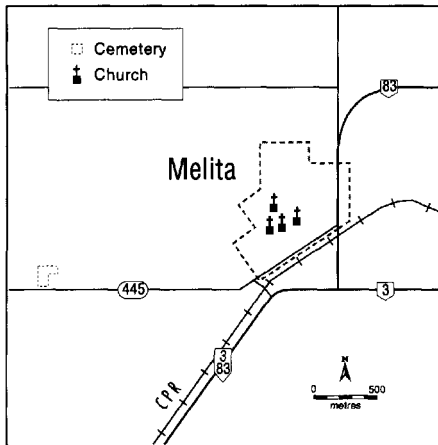 Cemetery
Church
83
Melita
445
3
3
83
CPR
N
0 500
metres